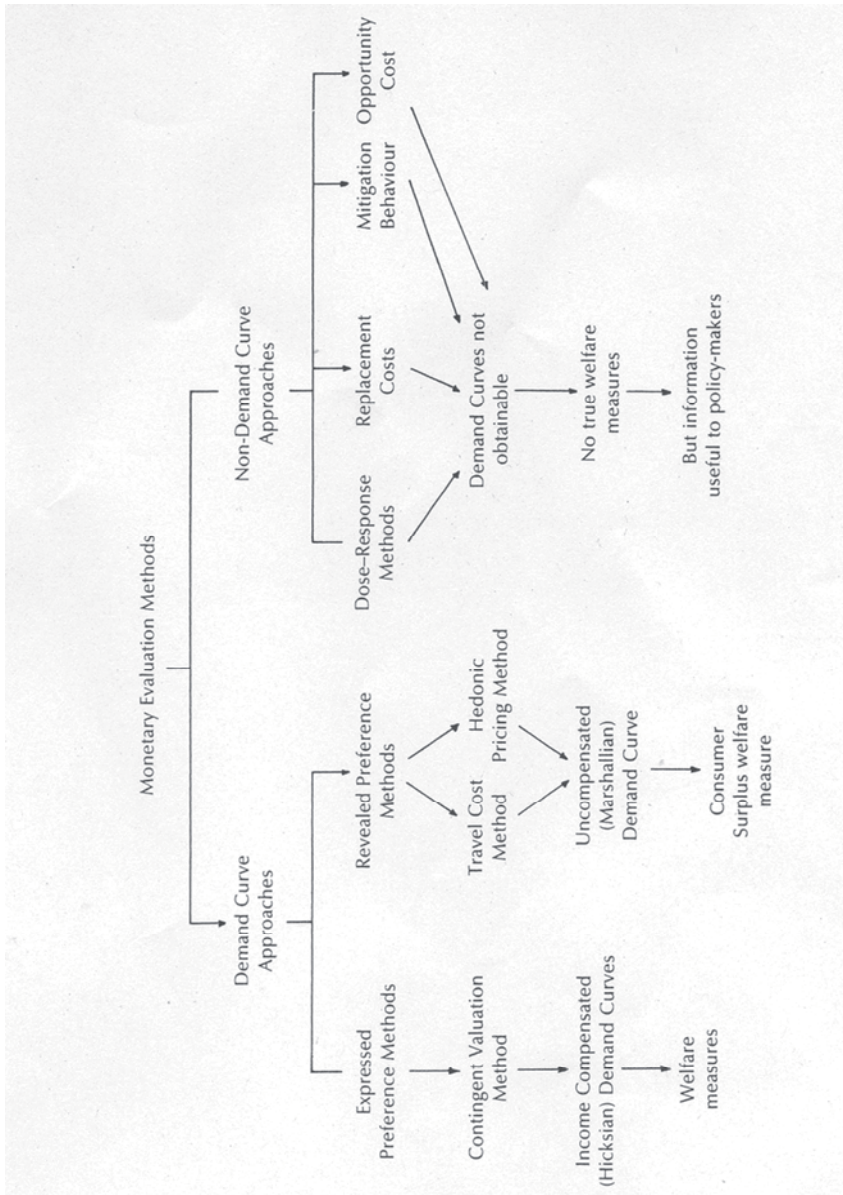 Monetary Evaluation Methods
Demand Curve
Approaches
Non-Demand Curve
Approaches
Expressed
Preference Methods
Revealed Preference
Methods
Dose–Response
Methods
Replacement
Costs
Mitigation
Behaviour
Opportunity
Cost
Contingent Valuation
Method
Travel Cost
Method
Hedonic
Pricing Method
Demand Curves not
obtainable
Income Compensated
(Hicksian) Demand Curves
Uncompensated
(Marshallian)
Demand Curve
No true welfare
measures
Welfare
measures
Consumer
Surplus welfare
measure
But information
useful to policy-makers